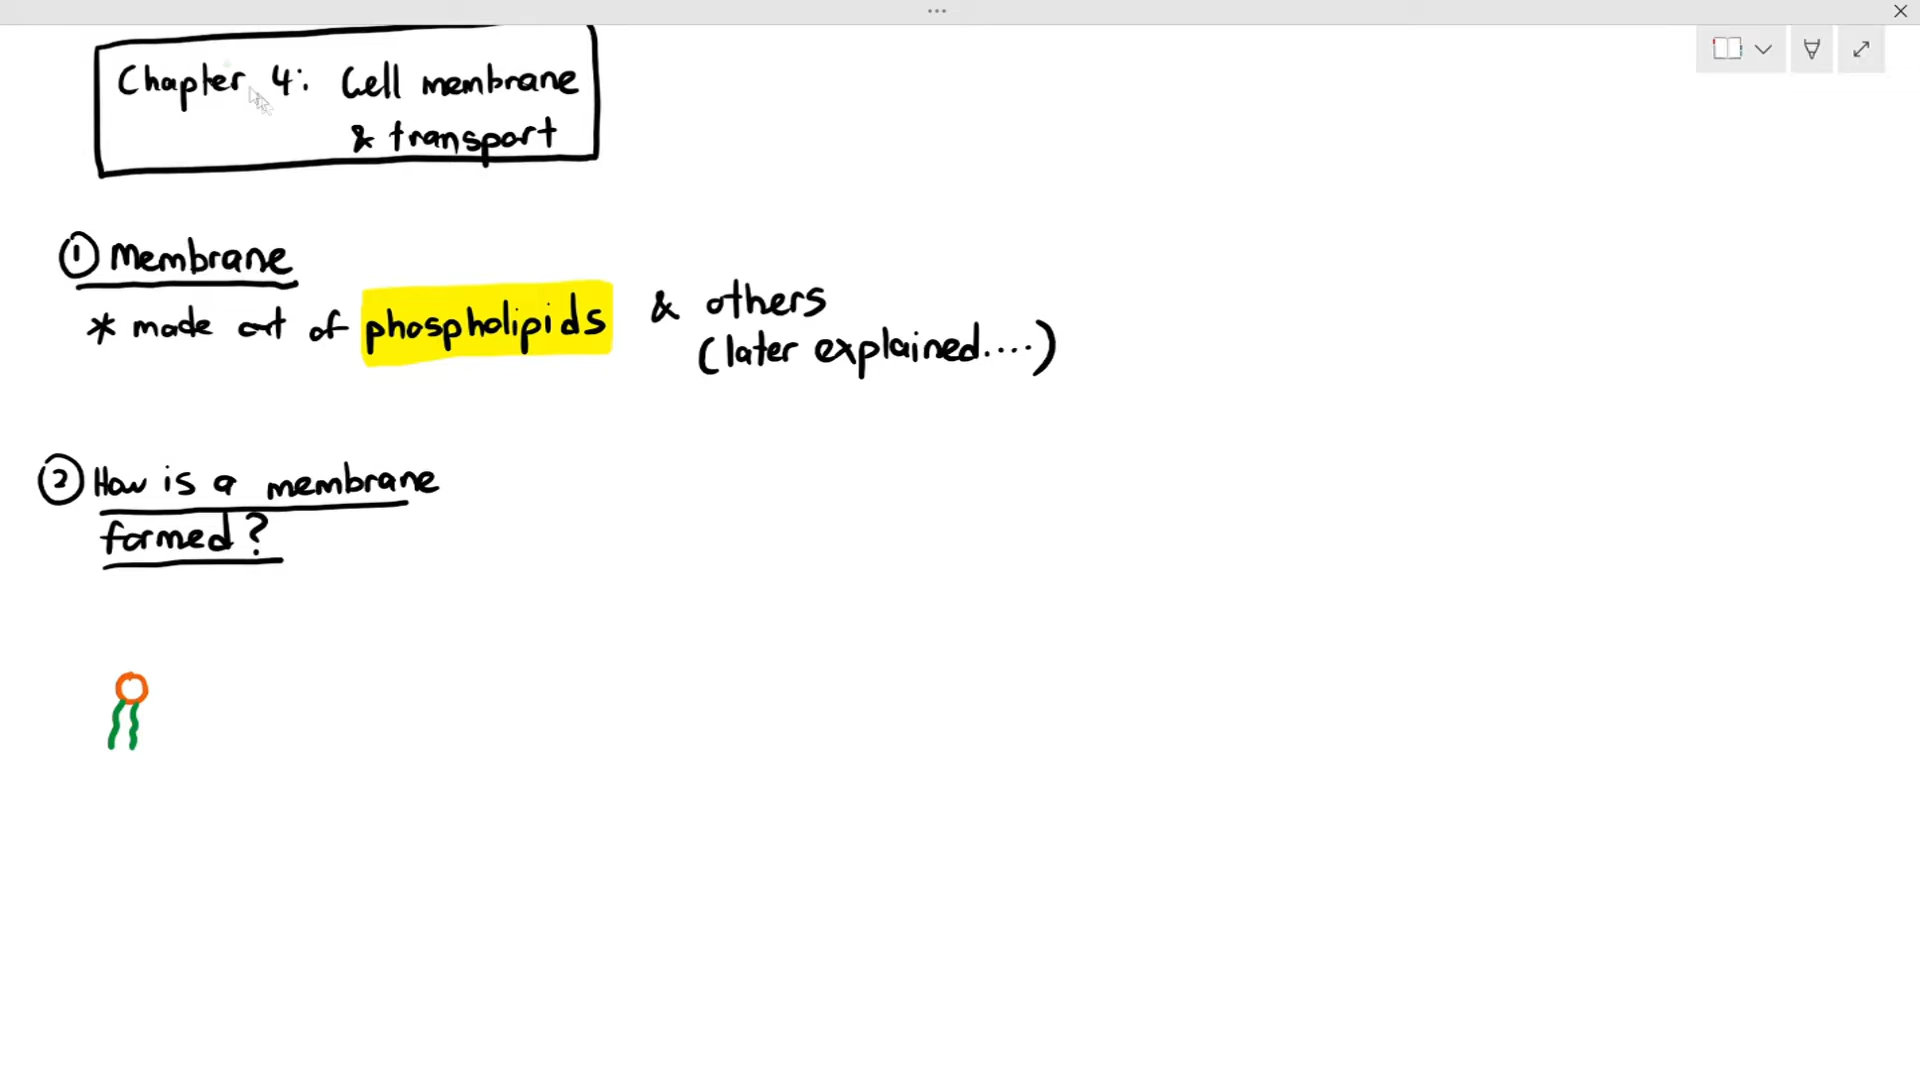 Chapter 4: Cell membrane
& transport
① Membrane
* made out of phospholipids & others
(later explained....)
② How is a membrane
formed?